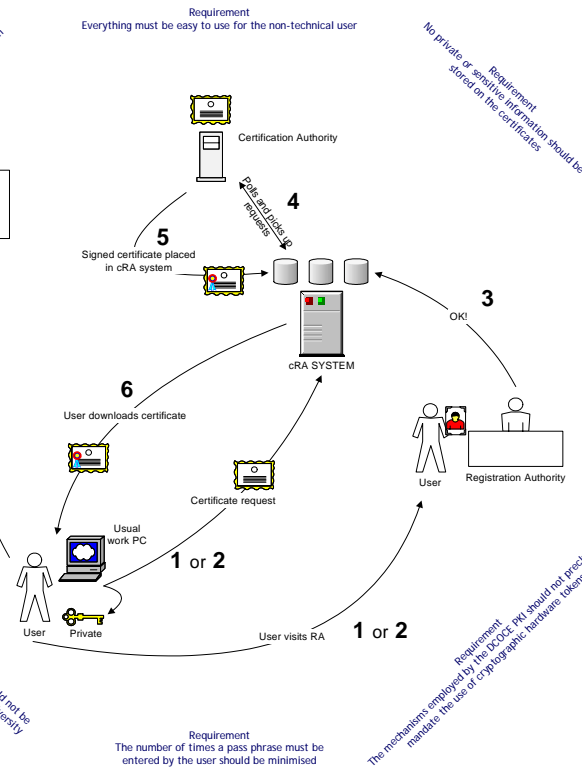 Requirement
Everything must be easy to use for the non-technical user
Requirement
No private or sensitive information should be
stored on the certificates
Certification Authority
Polls and picks up
requests
4
5
Signed certificate placed
in cRA system
3
OK!
cRA SYSTEM
6
User downloads certificate
User
Registration Authority
Certificate request
Usual
work PC
1 or 2
User
Private
User visits RA
1 or 2
Requirement
The mechanisms employed by the DCOCE PKI should not
mandate the use of cryptographic hardware tokens
not be
Requirement
The number of times a pass phrase must be
entered by the user should be minimised